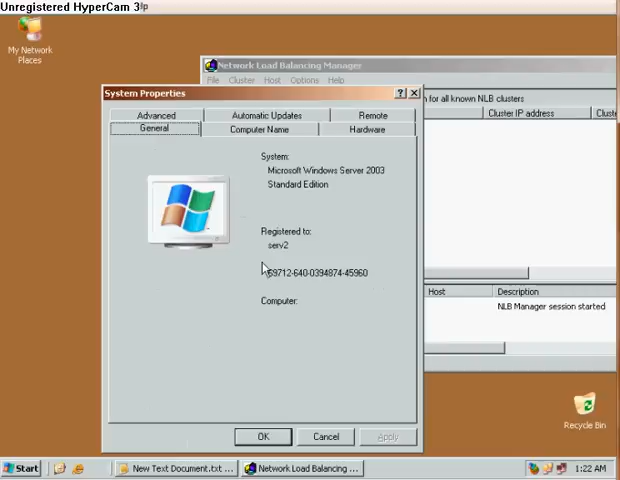 Unregistered HyperCam 3
My Network
Places
Network Load Balancing Manager
File Cluster Host Options Help
System Properties
n for all known NLB clusters
Advanced Automatic Updates Remote
Cluster IP address Cluste
General Computer Name Hardware
System:
Microsoft Windows Server 2003
Standard Edition
Registered to:
serv2
69712-640-0394874-45960
Host Description
Computer:
NLB Manager session started
Recycle Bin
OK Cancel Apply
Start New Text Document.txt ... Network Load Balancing ... 1:22 AM